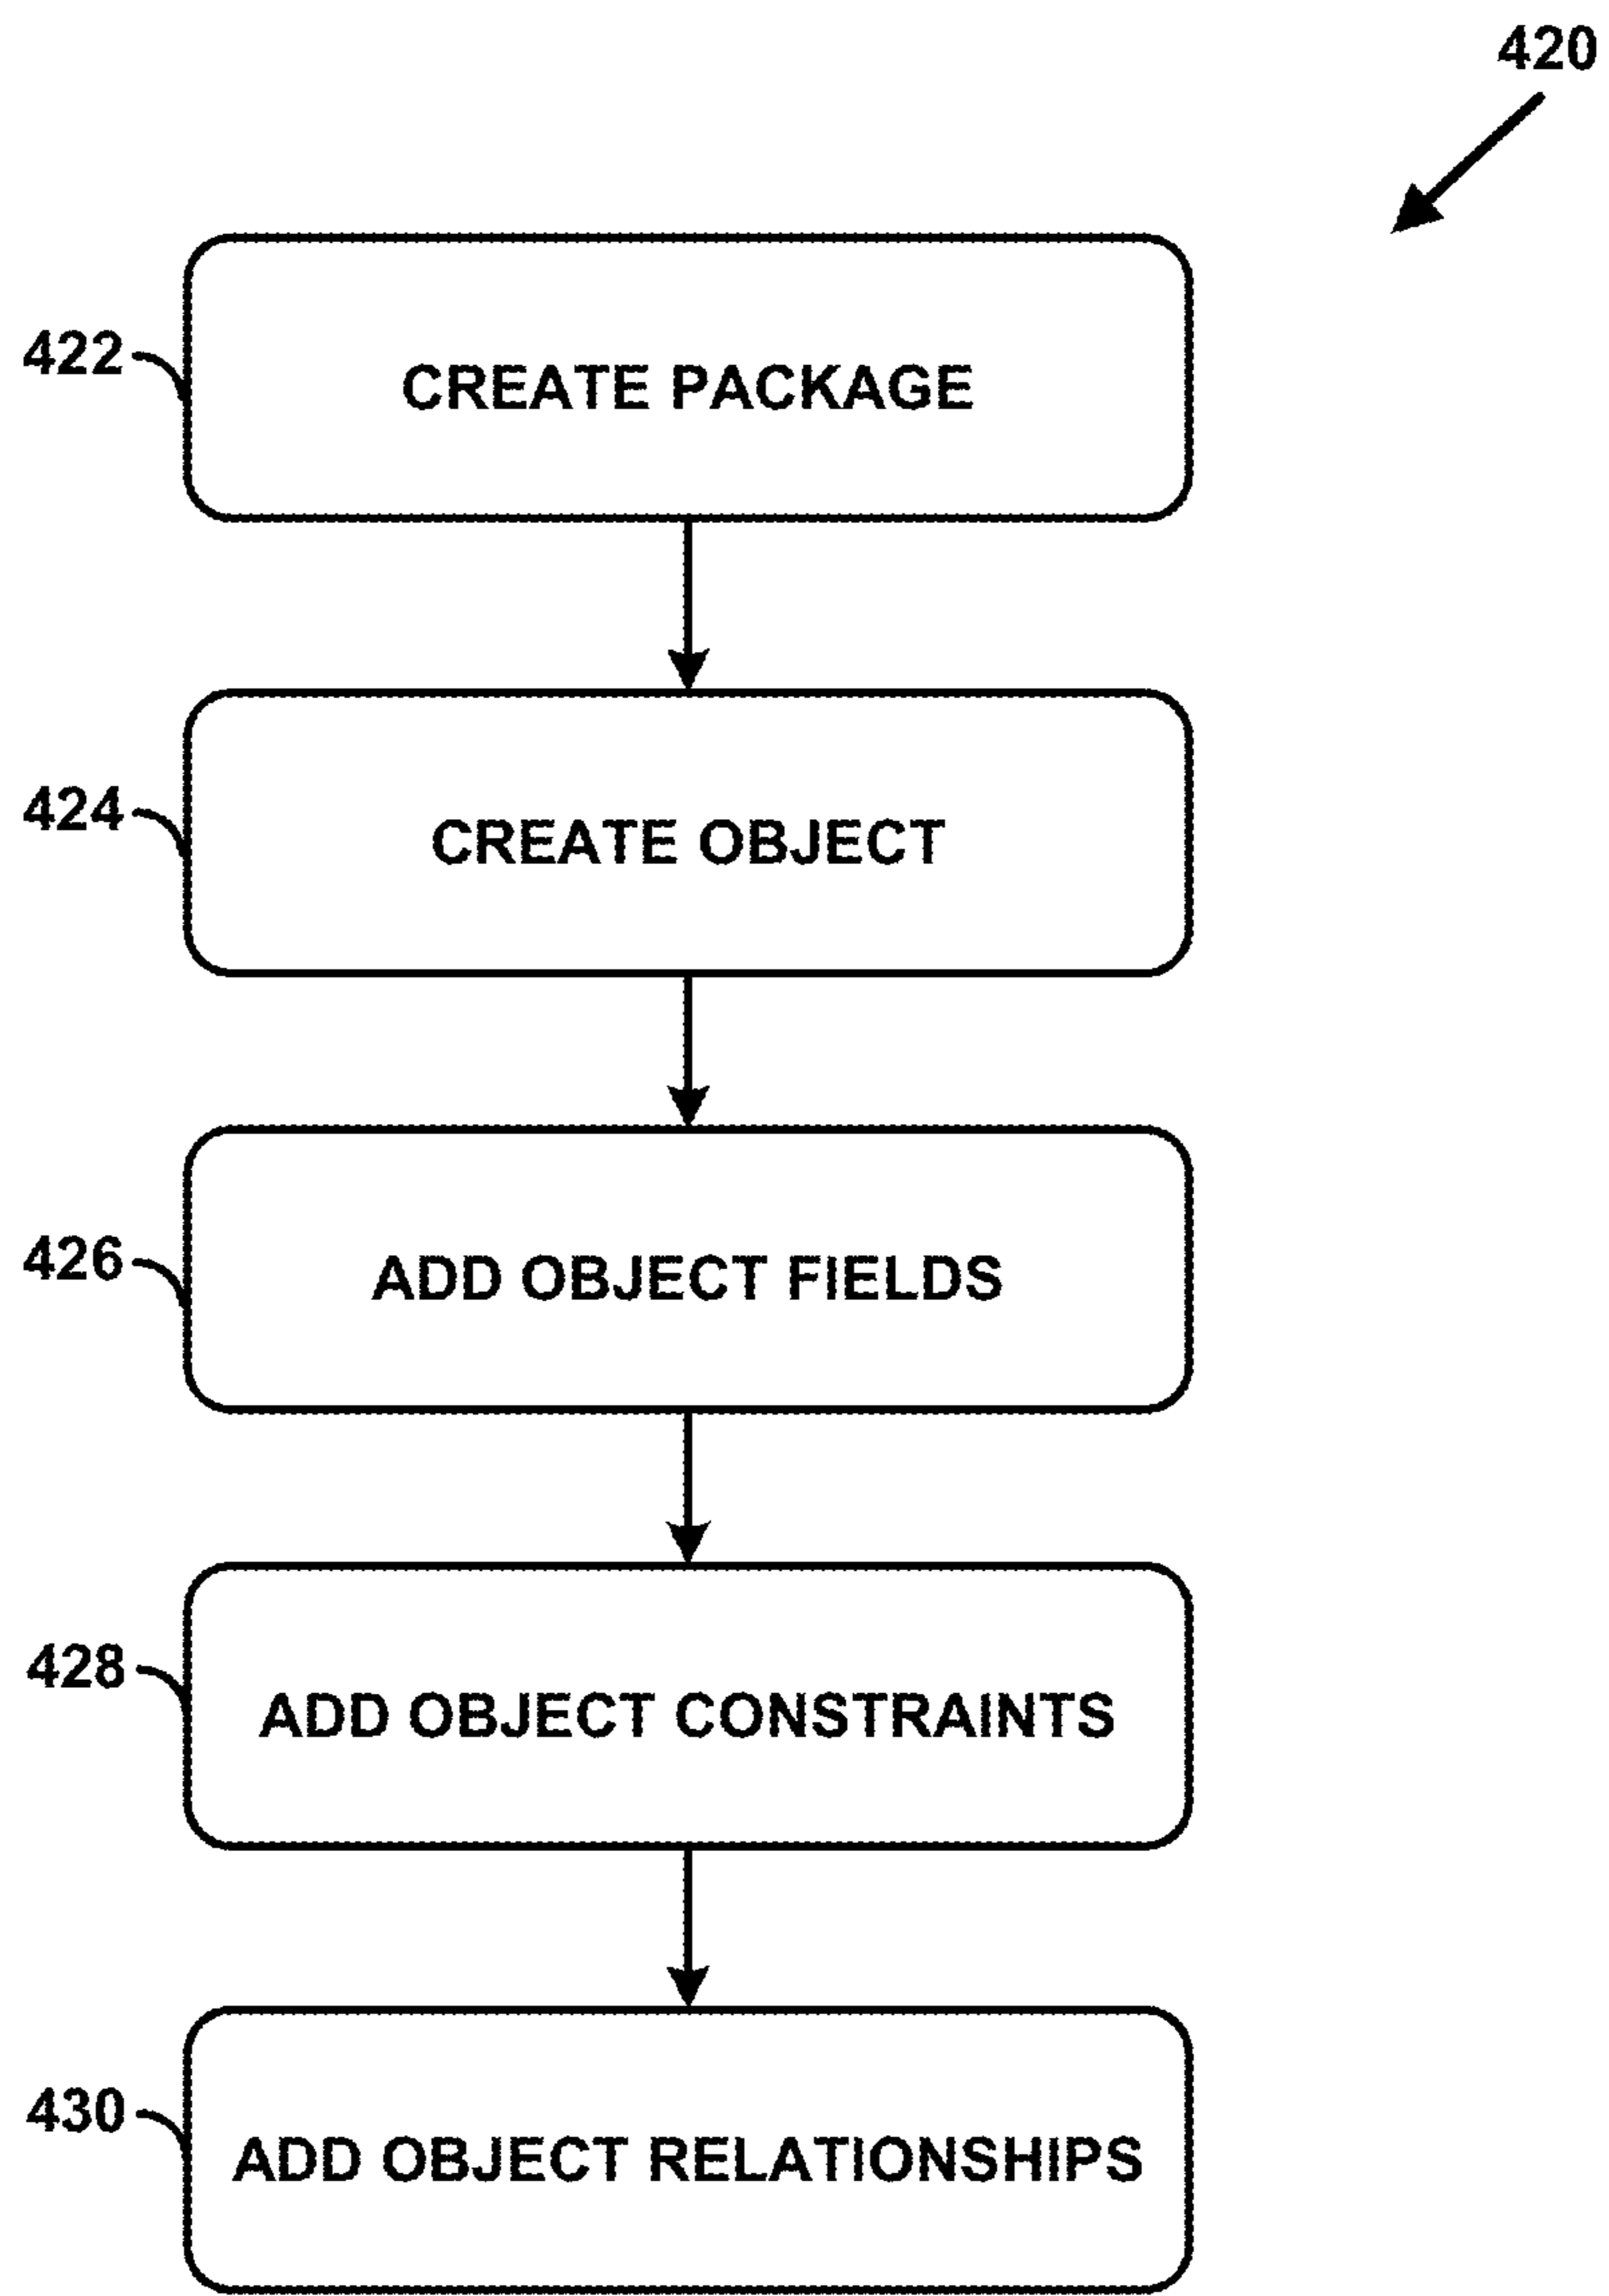 420
422
CREATE PACKAGE
424
CREATE OBJECT
426
ADD OBJECT FIELDS
428
ADD OBJECT CONSTRAINTS
430
ADD OBJECT RELATIONSHIPS